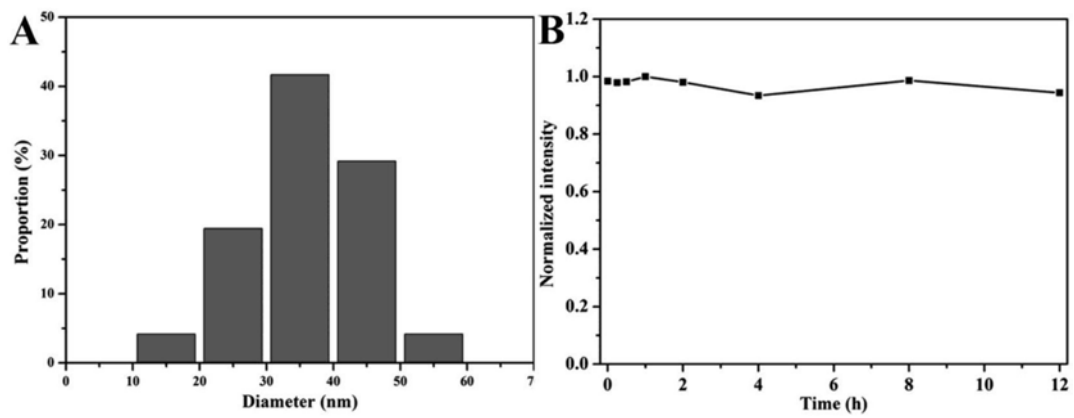 A
50
40
30
20
10
0
Proportion (%)
0 10 20 30 40 50 60 7
Diameter (nm)
B
1.2
1.0
0.8
0.6
0.4
0.2
0.0
Normalized intensity
0 2 4 6 8 10 12
Time (h)